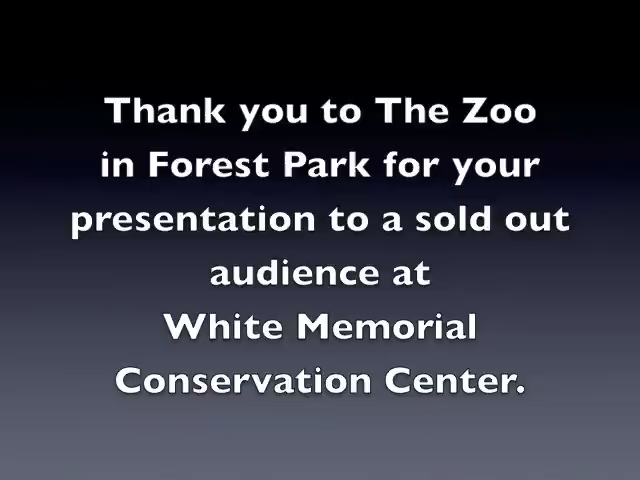 Thank you to The Zoo
in Forest Park for your
presentation to a sold out
audience at
White Memorial
Conservation Center.